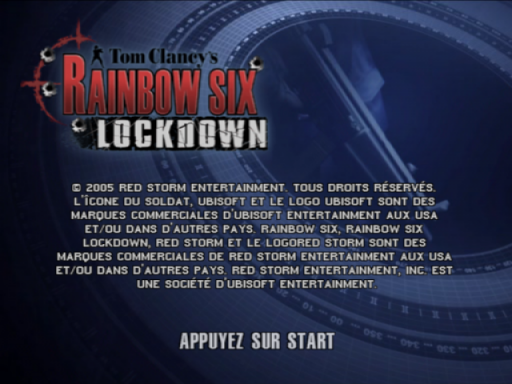 Tom Clancy's
RAINBOW SIX
LOCKDOWN
© 2005 RED STORM ENTERTAINMENT. TOUS DROITS RÉSERVÉS.
L'ÎCONE DU SOLDAT, UBISOFT ET LE LOGO UBISOFT SONT DES
MARQUES COMMERCIALES D'UBISOFT ENTERTAINMENT AUX USA
ET/OU DANS D'AUTRES PAYS. RAINBOW SIX, RAINBOW SIX
LOCKDOWN, RED STORM ET LE LOGORED STORM SONT DES
MARQUES COMMERCIALES DE RED STORM ENTERTAINMENT AUX USA
ET/OU DANS D'AUTRES PAYS, RED STORM ENTERTAINMENT, INC. EST
UNE SOCIÉTÉ D'UBISOFT ENTERTAINMENT.
APPUYEZ SUR START